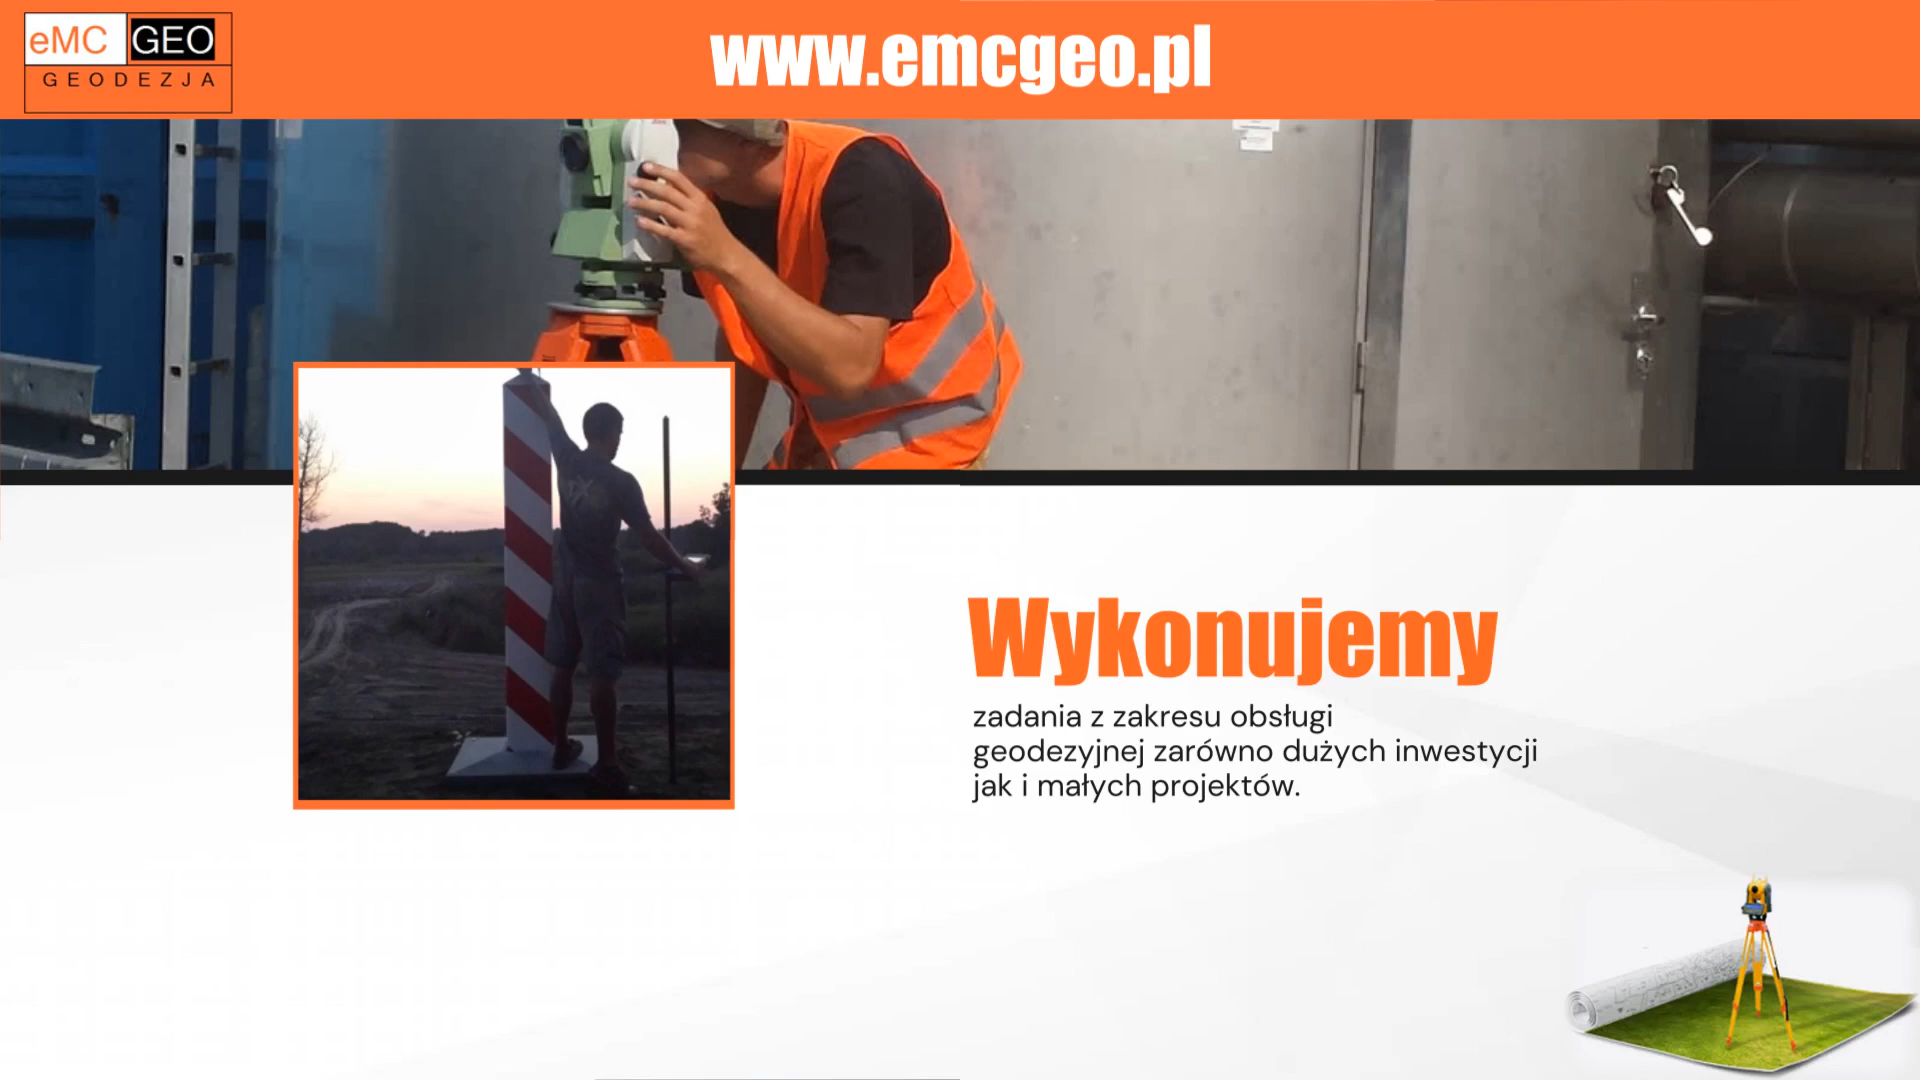 eMC GEO
GEODEZJA
www.emcgeo.pl
Wykonujemy
zadania z zakresu obsługi
geodezyjnej zarówno dużych inwestycji
jak i małych projektów.